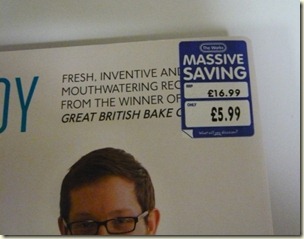 DY
FRESH, INVENTIVE AND
MOUTHWATERING REC
FROM THE WINNER OF
GREAT BRITISH BAKE O
The Works
MASSIVE
SAVING
RRP
£16.99
ONLY
£5.99